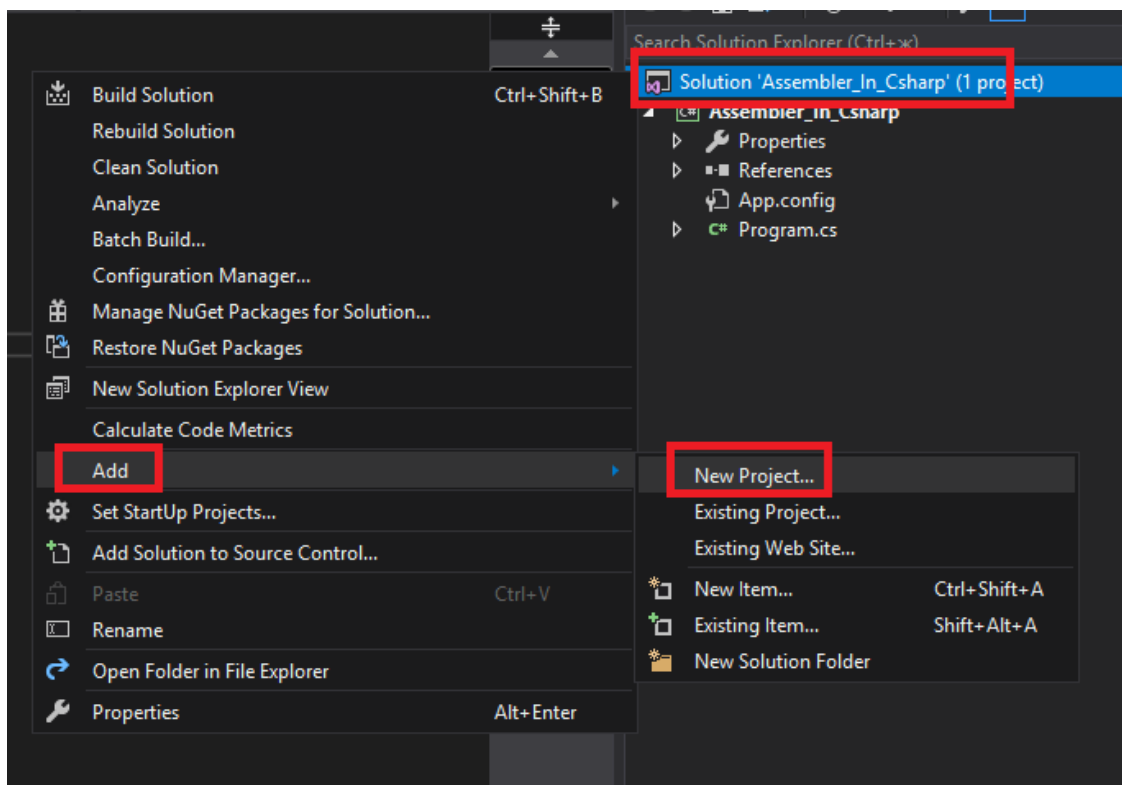 Search Solution Explorer (Ctrl+ж)
Solution 'Assembler_In_Csharp' (1 project)
C# Assembler_In_Csharp
Properties
References
App.config
C# Program.cs
Build Solution Ctrl+Shift+B
Rebuild Solution
Clean Solution
Analyze
Batch Build...
Configuration Manager...
Manage NuGet Packages for Solution...
Restore NuGet Packages
New Solution Explorer View
Calculate Code Metrics
Add
Set StartUp Projects...
Add Solution to Source Control...
Paste Ctrl+V
Rename
Open Folder in File Explorer
Properties Alt+Enter
New Project...
Existing Project...
Existing Web Site...
New Item... Ctrl+Shift+A
Existing Item... Shift+Alt+A
New Solution Folder